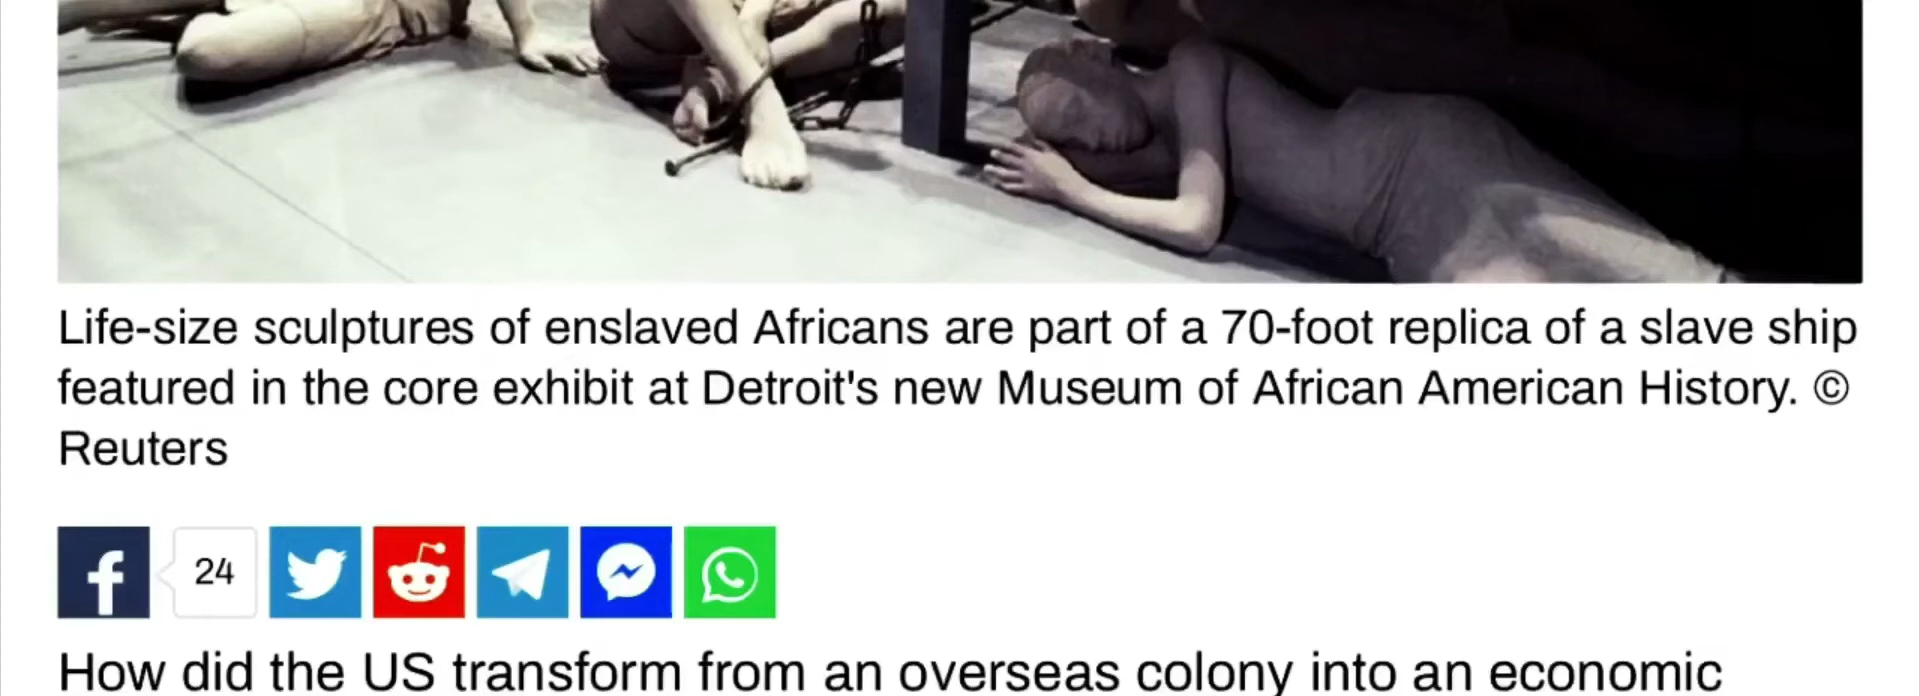 Life-size sculptures of enslaved Africans are part of a 70-foot replica of a slave ship
featured in the core exhibit at Detroit's new Museum of African American History. ©
Reuters
24
How did the US transform from an overseas colony into an economic